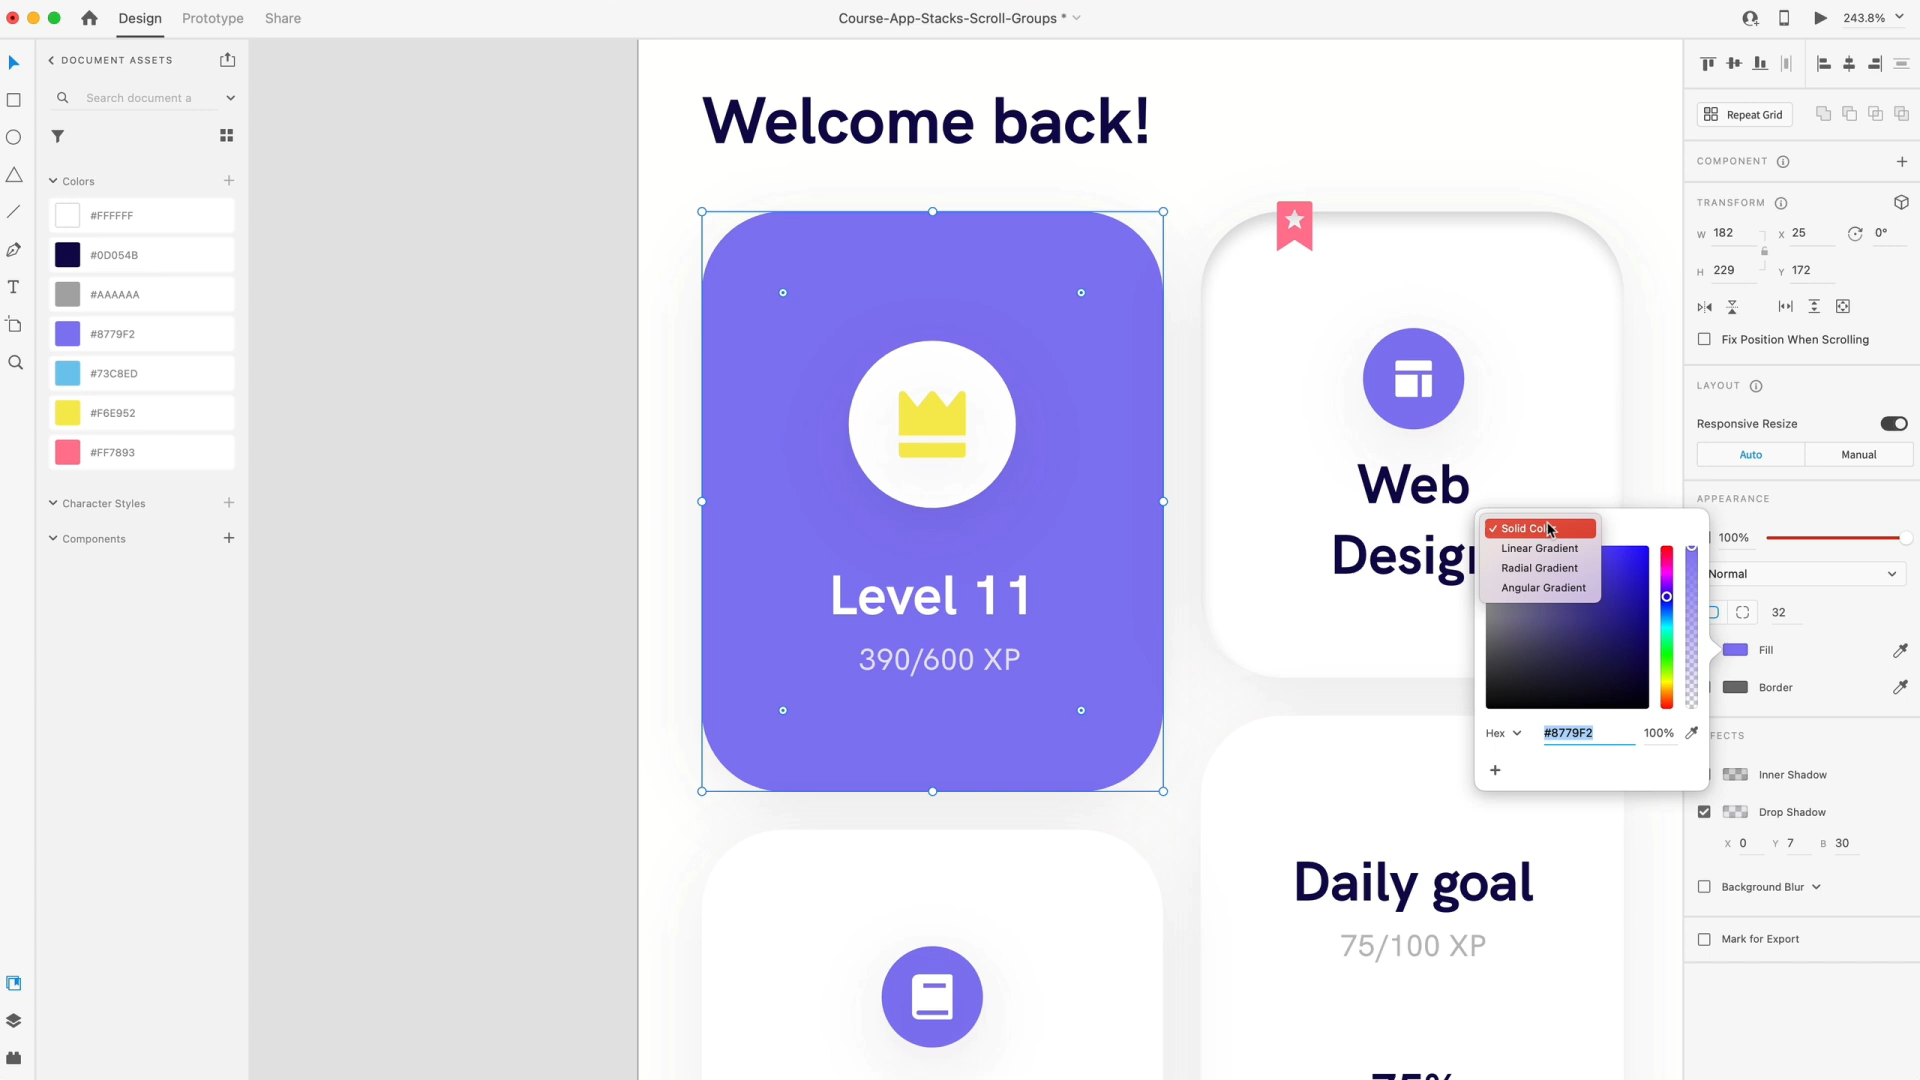 Design Prototype Share
Course-App-Stacks-Scroll-Groups *
243.8%
DOCUMENT ASSETS
Search document a
Colors
#FFFFFF
#0D054B
#AAAAAA
#8779F2
#73C8ED
#F6E952
#FF7893
Character Styles
Components
Welcome back!
Level 11
390/600 XP
Web
Daily goal
75/100 XP
Solid
Linear Gradient
Radial Gradient
Angular Gradient
Hex #8779F2 100%
Repeat Grid
COMPONENT
TRANSFORM
W 182 X 25 0°
H 229 Y 172
Fix Position When Scrolling
LAYOUT
Responsive Resize
Auto Manual
APPEARANCE
100%
Normal
32
Fill
Border
Inner Shadow
Drop Shadow
X 0 Y 7 B 30
Background Blur
Mark for Export